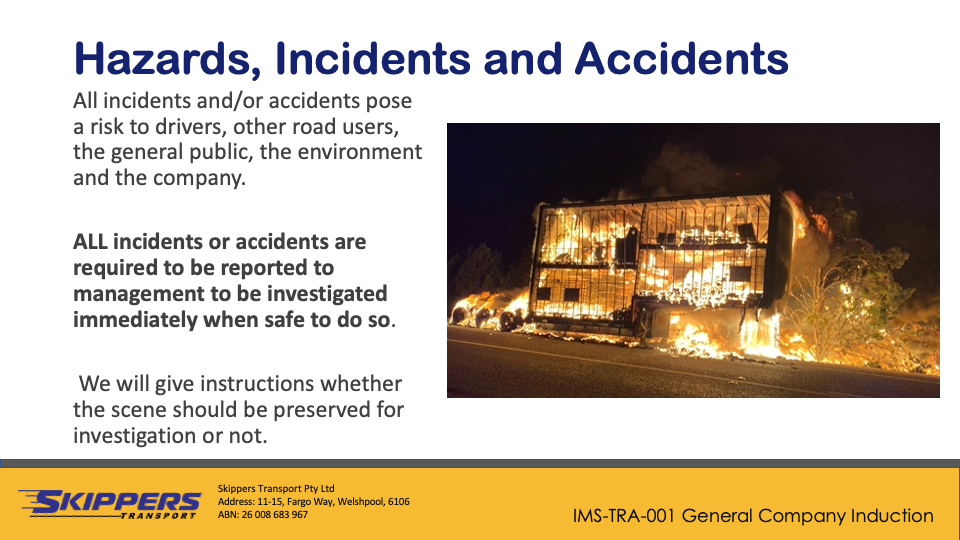 Hazards, Incidents and Accidents
All incidents and/or accidents pose
a risk to drivers, other road users,
the general public, the environment
and the company.
ALL incidents or accidents are
required to be reported to
management to be investigated
immediately when safe to do so.
We will give instructions whether
the scene should be preserved for
investigation or not.
SKIPPERS
TRANSPORT
Skippers Transport Pty Ltd
Address: 11-15, Fargo Way, Welshpool, 6106
ABN: 26 008 683 967
IMS-TRA-001 General Company Induction